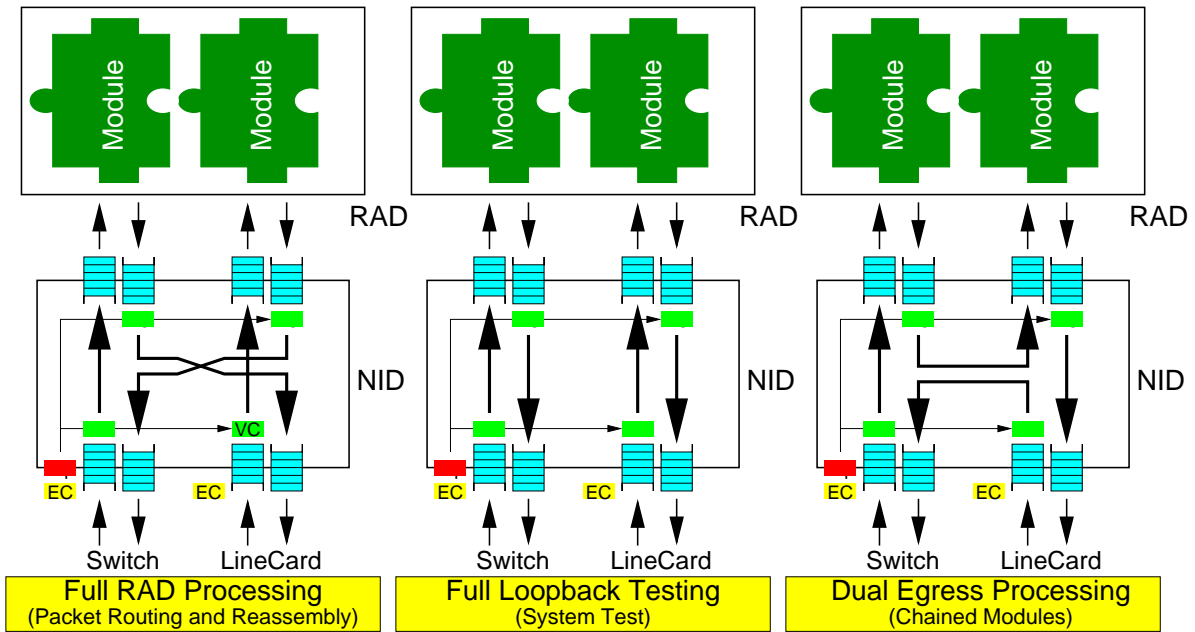 Module Module Module Module Module Module
RAD RAD RAD
NID NID NID
VC
EC EC EC EC EC EC
Switch LineCard Switch LineCard Switch LineCard
Full RAD Processing
(Packet Routing and Reassembly)
Full Loopback Testing
(System Test)
Dual Egress Processing
(Chained Modules)